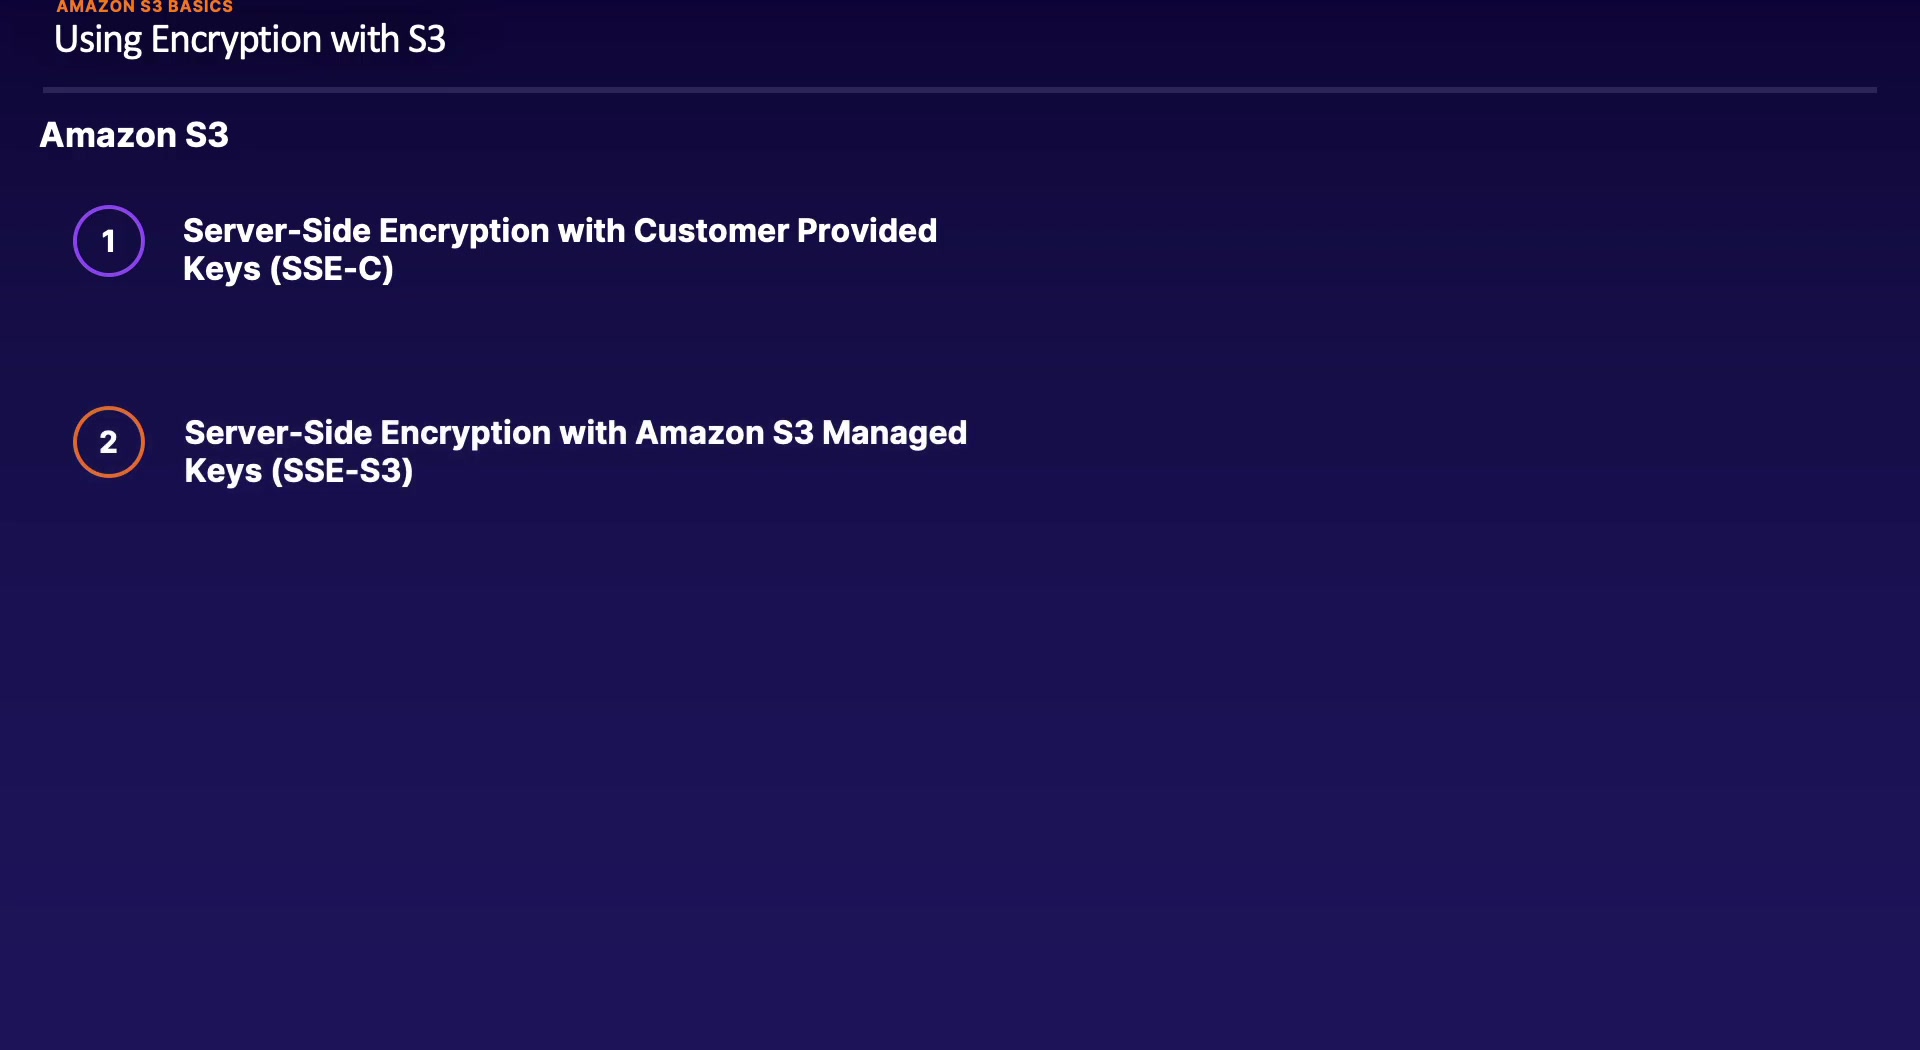 AMAZON S3 BASICS
Using Encryption with S3
Amazon S3
1
Server-Side Encryption with Customer Provided
Keys (SSE-C)
2
Server-Side Encryption with Amazon S3 Managed
Keys (SSE-S3)